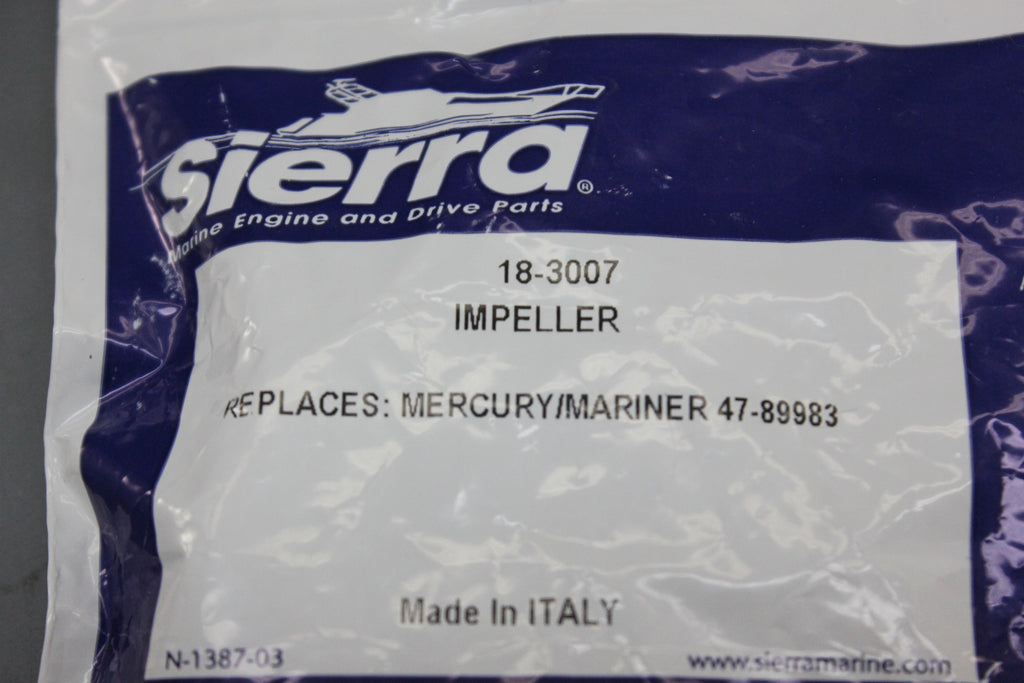 Sierra®
Marine Engine and Drive Parts
18-3007
IMPELLER
REPLACES: MERCURY/MARINER 47-89983
Made In ITALY
N-1387-03
www.sierramarine.com